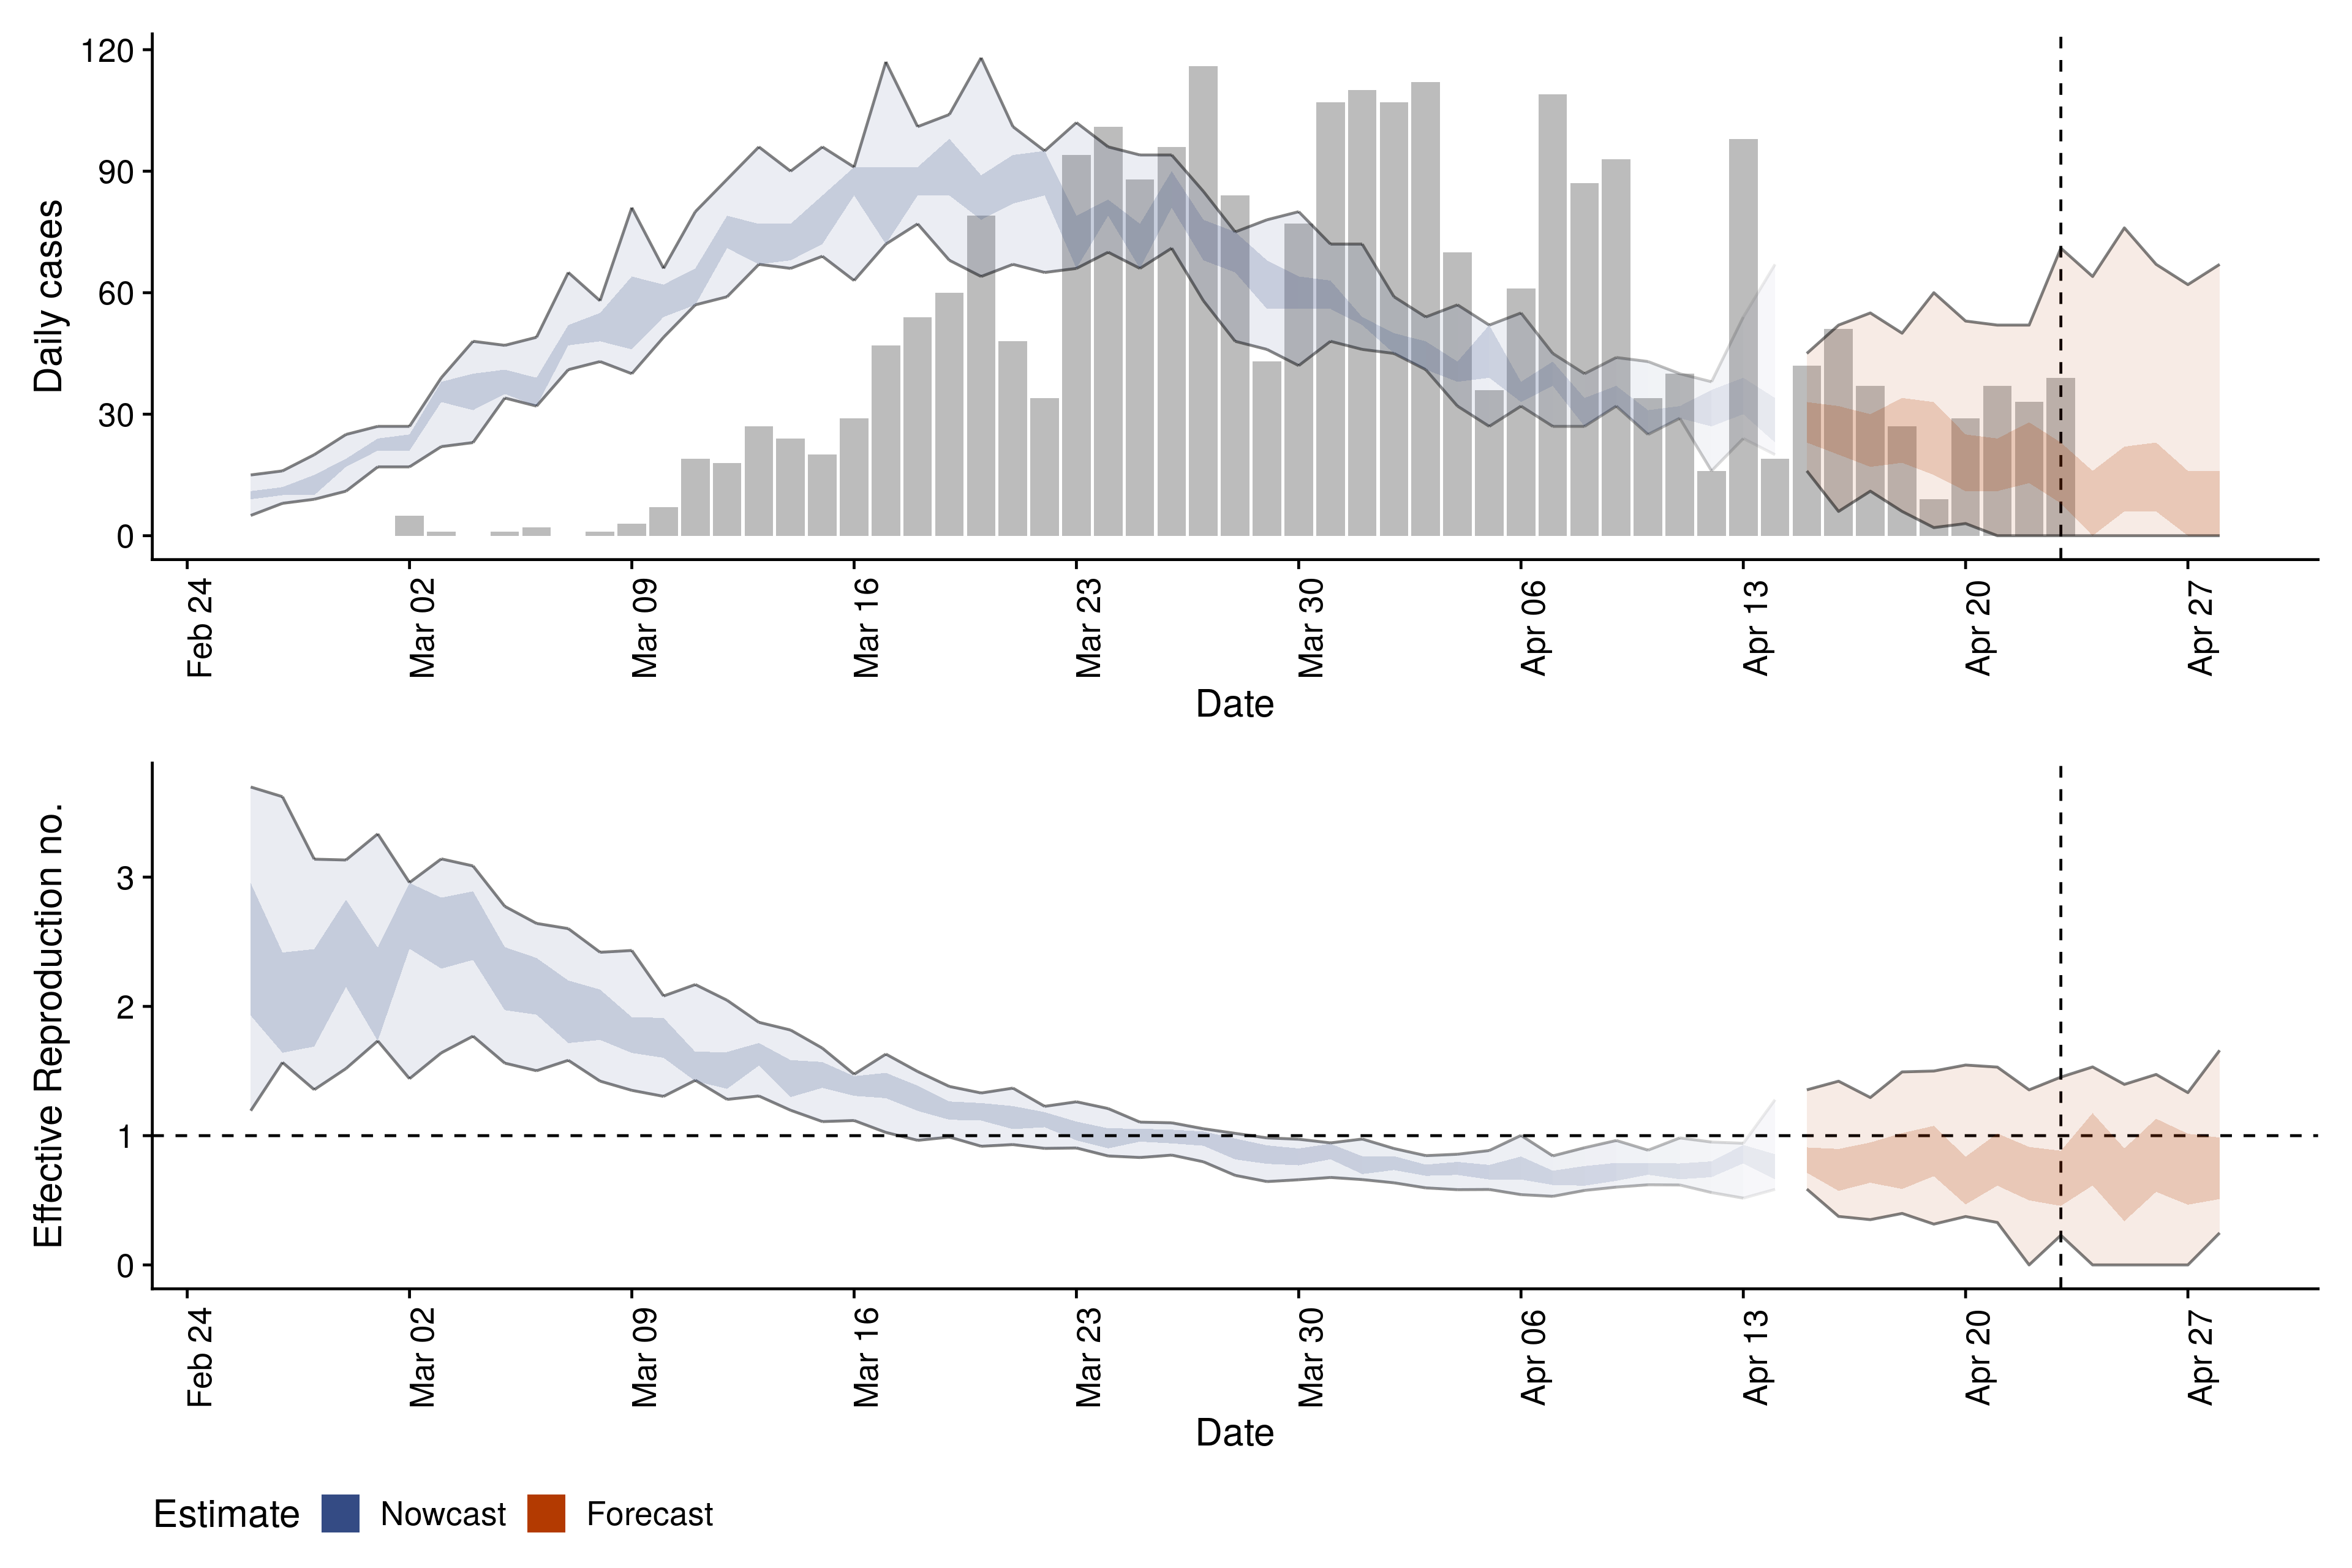 120
90
60
30
0
Daily cases
Feb 24
Mar 02
Mar 09
Mar 16
Mar 23
Mar 30
Apr 06
Apr 13
Apr 20
Apr 27
Date
3
2
1
0
Effective Reproduction no.
Feb 24
Mar 02
Mar 09
Mar 16
Mar 23
Mar 30
Apr 06
Apr 13
Apr 20
Apr 27
Date
Estimate Nowcast Forecast